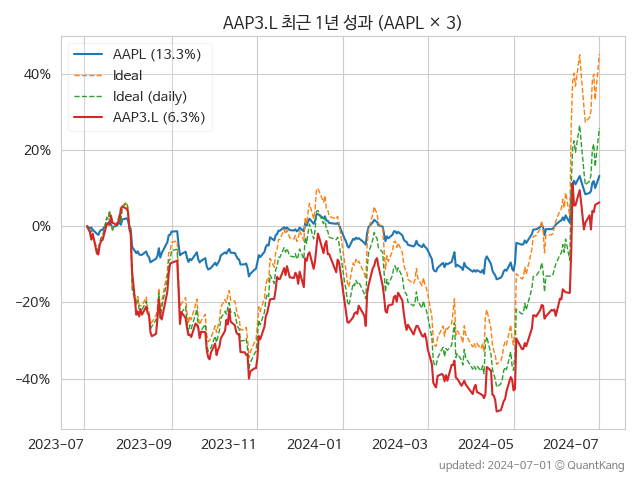 AAP3.L 최근 1년 성과 (AAPL × 3)
AAPL (13.3%)
Ideal
Ideal (daily)
AAP3.L (6.3%)
40%
20%
0%
−20%
−40%
2023-07 2023-09 2023-11 2024-01 2024-03 2024-05 2024-07
updated: 2024-07-01 © QuantKang